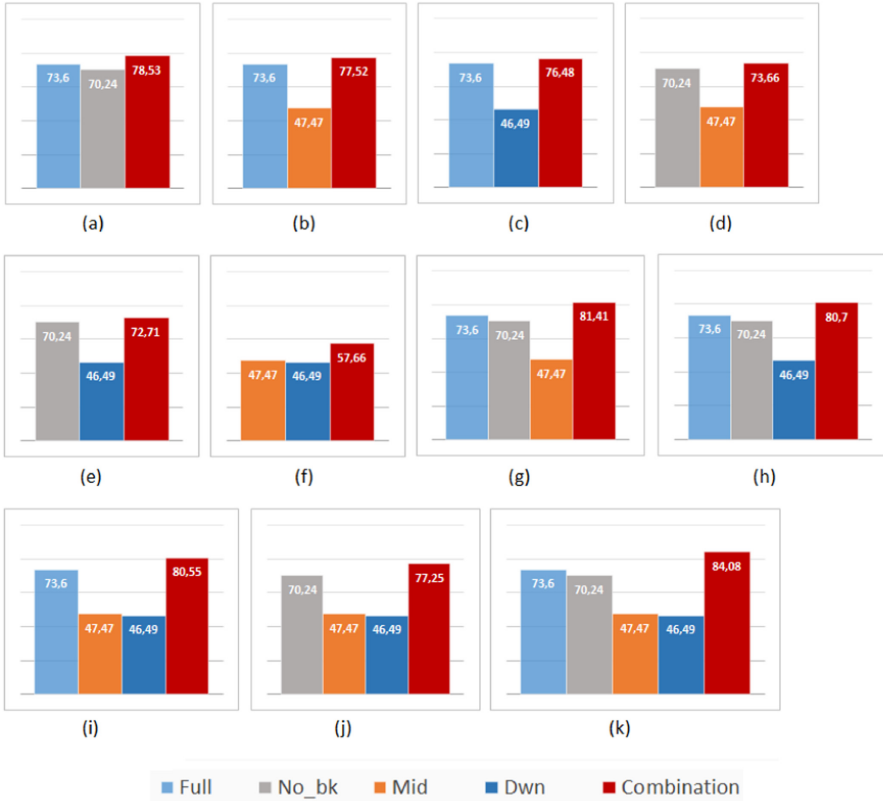 73,6 70,24 78,53
73,6 47,47 77,52
73,6 46,49 76,48
70,24 47,47 73,66
(a) (b) (c) (d)
70,24 46,49 72,71
47,47 46,49 57,66
73,6 70,24 47,47 81,41
73,6 70,24 46,49 80,7
(e) (f) (g) (h)
73,6 47,47 46,49 80,55
70,24 47,47 46,49 77,25
73,6 70,24 47,47 46,49 84,08
(i) (j) (k)
Full No_bk Mid Dwn Combination